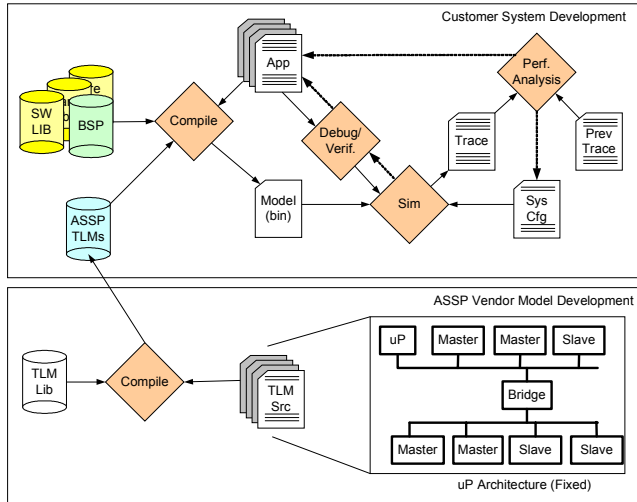 Customer System Development
App
Perf.
Analysis
SW
LIB
BSP
Compile
Debug/
Verif.
Trace
Prev
Trace
ASSP
TLMs
Model
(bin)
Sim
Sys
Cfg
ASSP Vendor Model Development
uP
Master
Master
Slave
TLM
Lib
Compile
TLM
Src
Bridge
Master
Master
Slave
Slave
uP Architecture (Fixed)